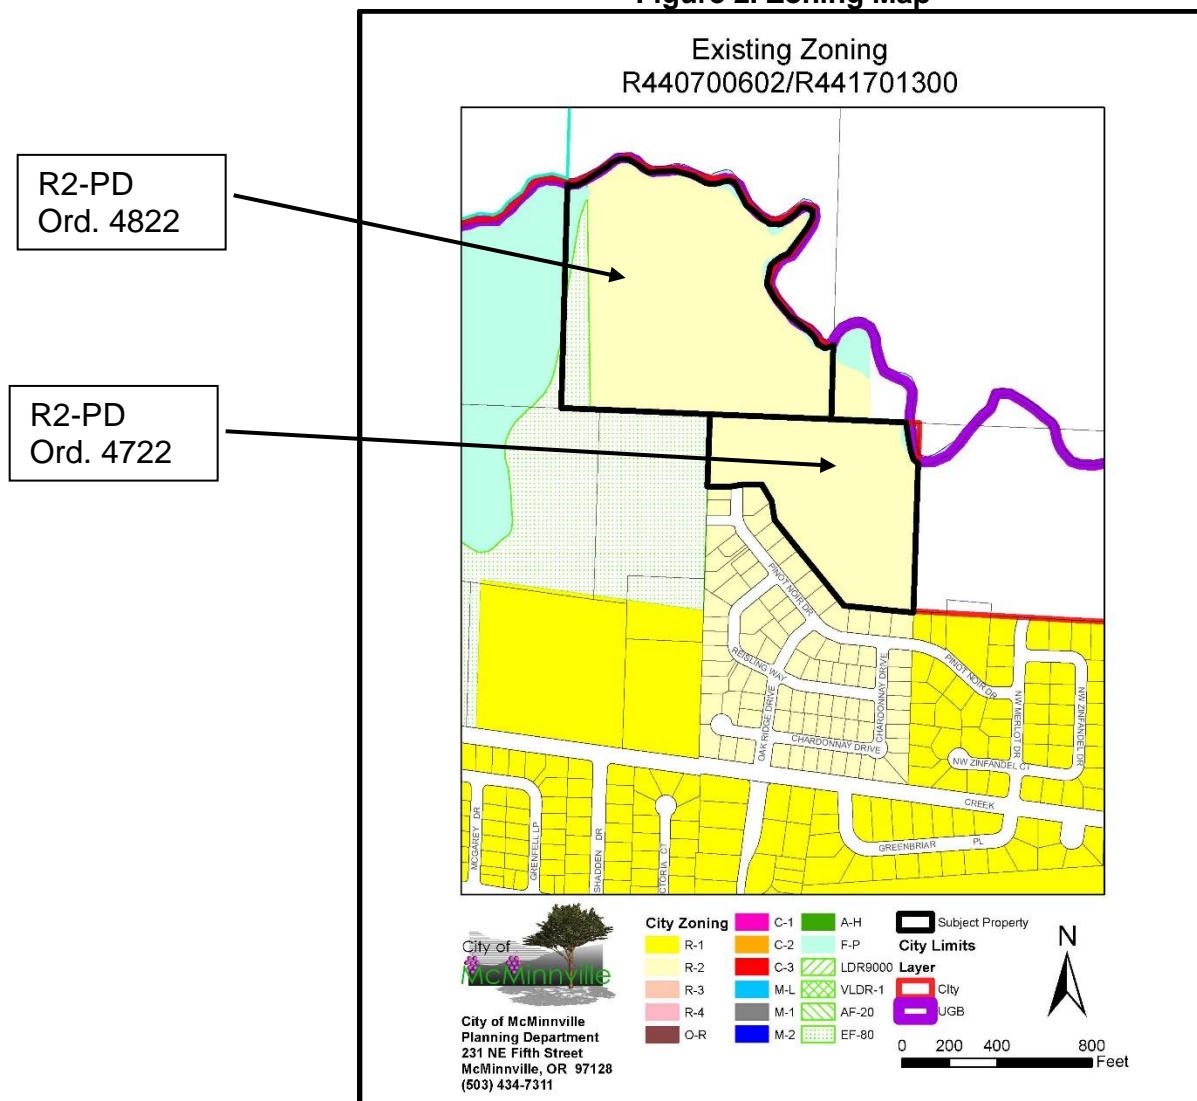 Figure 2. Zoning Map
Existing Zoning
R440700602/R441701300
R2-PD
Ord. 4822
R2-PD
Ord. 4722
PINOT NOIR DR
REISLING WAY
OAK RIDGE DRIVE
CHARDONNAY DRIVE
CHARDONNAY DRIVE
PINOT NOIR DR
NW MERLOT DR
NW ZINFANDEL DR
NW ZINFANDEL CT
CREEK
GREENBRIAR PL
MCGAREY DR
GRENFELL LP
SHADDEN DR
CTORIA CT
City of
McMinnville
City of McMinnville
Planning Department
231 NE Fifth Street
McMinnville, OR 97128
(503) 434-7311
City Zoning
R-1
R-2
R-3
R-4
O-R
C-1
C-2
C-3
M-L
M-1
M-2
A-H
F-P
LDR9000
VLDR-1
AF-20
EF-80
Subject Property
City Limits
Layer
City
UGB
N
0 200 400 800
Feet